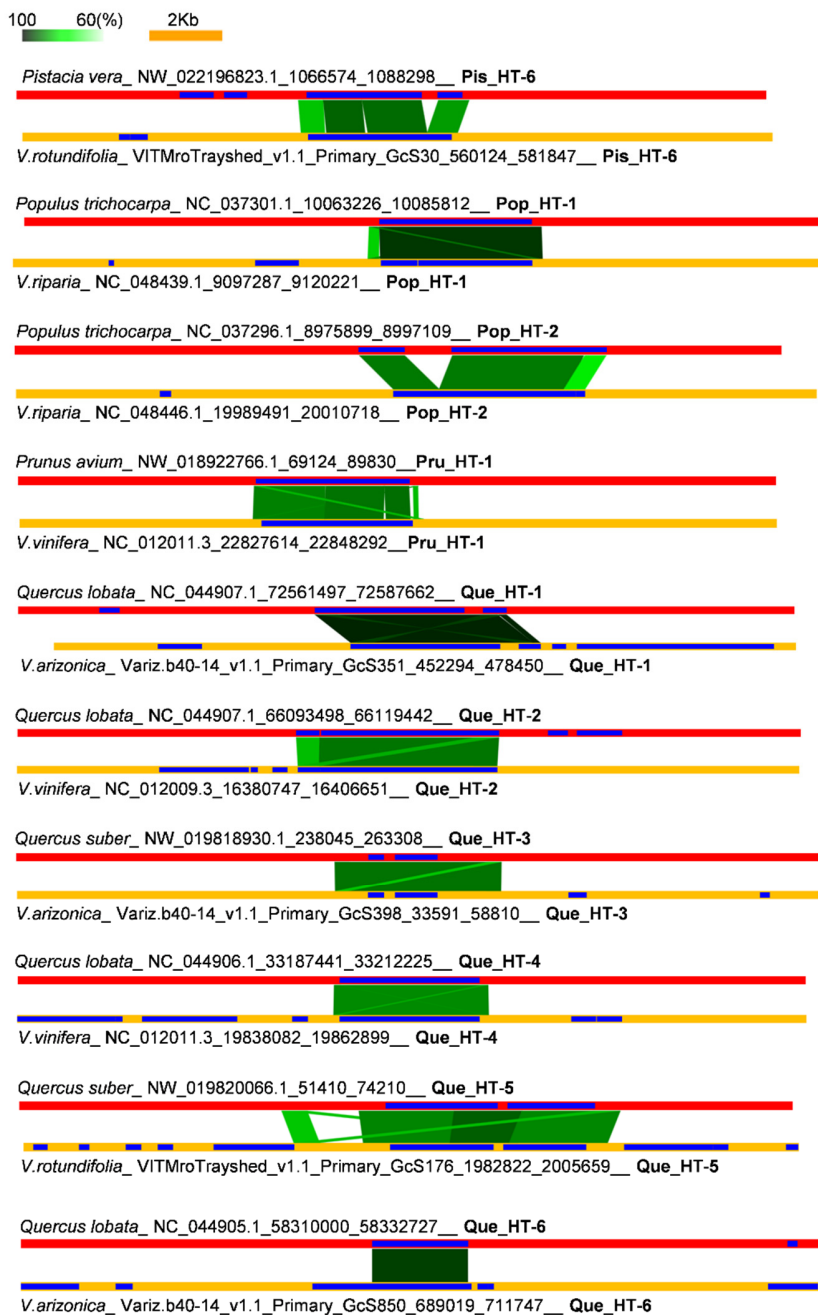 100 60(%) 2Kb
Pistacia vera_ NW_022196823.1_1066574_1088298__ Pis_HT-6
V.rotundifolia_ VITMroTrayshed_v1.1_Primary_GcS30_560124_581847__ Pis_HT-6
Populus trichocarpa_ NC_037301.1_10063226_10085812__ Pop_HT-1
V.riparia_ NC_048439.1_9097287_9120221__ Pop_HT-1
Populus trichocarpa_ NC_037296.1_8975899_8997109__ Pop_HT-2
V.riparia_ NC_048446.1_19989491_20010718__ Pop_HT-2
Prunus avium_ NW_018922766.1_69124_89830__Pru_HT-1
V.vinifera_ NC_012011.3_22827614_22848292__Pru_HT-1
Quercus lobata_ NC_044907.1_72561497_72587662__ Que_HT-1
V.arizonica_ Variz.b40-14_v1.1_Primary_GcS351_452294_478450__ Que_HT-1
Quercus lobata_ NC_044907.1_66093498_66119442__ Que_HT-2
V.vinifera_ NC_012009.3_16380747_16406651__ Que_HT-2
Quercus suber_ NW_019818930.1_238045_263308__ Que_HT-3
V.arizonica_ Variz.b40-14_v1.1_Primary_GcS398_33591_58810__ Que_HT-3
Quercus lobata_ NC_044906.1_33187441_33212225__ Que_HT-4
V.vinifera_ NC_012011.3_19838082_19862899__ Que_HT-4
Quercus suber_ NW_019820066.1_51410_74210__ Que_HT-5
V.rotundifolia_ VITMroTrayshed_v1.1_Primary_GcS176_1982822_2005659__ Que_HT-5
Quercus lobata_ NC_044905.1_58310000_58332727__ Que_HT-6
V.arizonica_ Variz.b40-14_v1.1_Primary_GcS850_689019_711747__ Que_HT-6